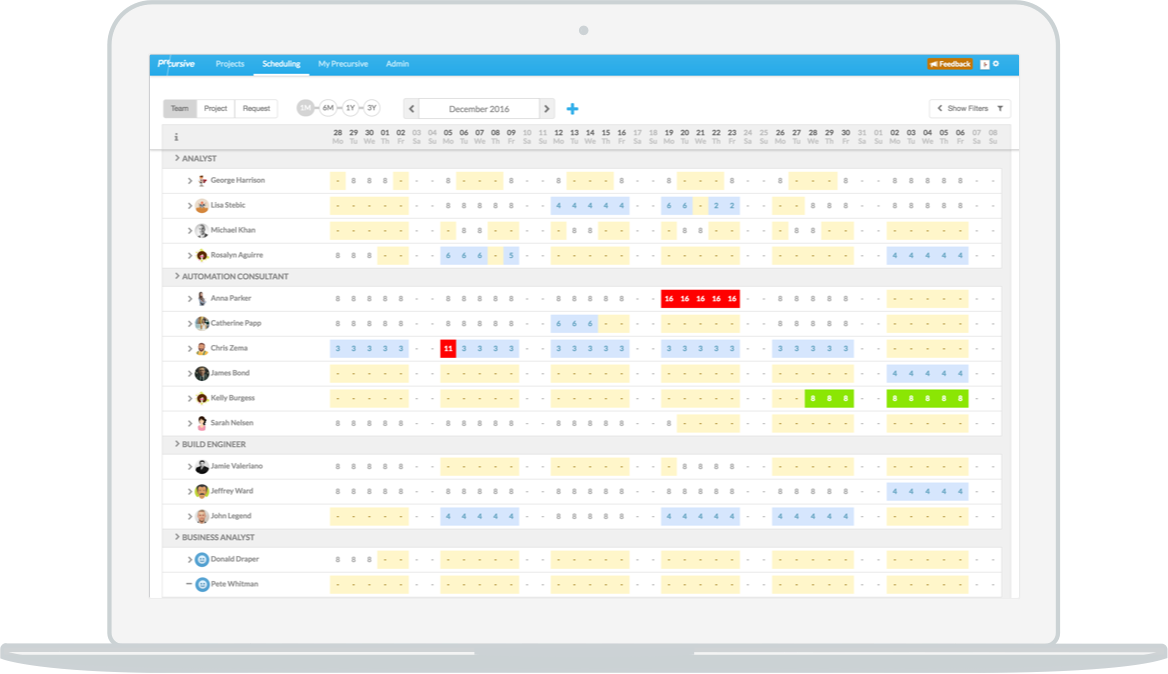 Precursive Projects Scheduling My Precursive Admin Feedback
Team Project Request 1M 6M 1Y 3Y December 2016 Show Filters
28 29 30 01 02 03 04 05 06 07 08 09 10 11 12 13 14 15 16 17 18 19 20 21 22 23 24 25 26 27 28 29 30 31 01 02 03 04 05 06 07 08
Mo Tu We Th Fr Sa Su Mo Tu We Th Fr Sa Su Mo Tu We Th Fr Sa Su Mo Tu We Th Fr Sa Su Mo Tu We Th Fr Sa Su Mo Tu We Th Fr Sa Su
ANALYST
George Harrison - 8 8 8 - - - 8 - - - 8 - - 8 - - - 8 - - 8 - - - 8 - - 8 - - - 8 - - 8 8 8 8 8 - -
Lisa Stebic - - - - - - - 8 8 8 8 8 - - 4 4 4 4 4 - - 6 6 - 2 2 - - - - 8 8 8 - - 8 8 8 8 8 - -
Michael Khan - - - - - - - - 8 8 - - - - - 8 8 - - - - - 8 8 - - - - - 8 8 - - - - - - - - - - -
Rosalyn Aguirre 8 8 8 - - - - 6 6 6 - 5 - - - - - - - - - - - - - - - - - - - - - - - 4 4 4 4 4 - -
AUTOMATION CONSULTANT
Anna Parker 8 8 8 8 8 - - 8 8 8 8 8 - - 8 8 8 8 8 - - 16 16 16 16 16 - - 8 8 8 8 8 - - - - - - - - -
Catherine Papp 8 8 8 8 8 - - 8 8 8 8 8 - - 6 6 6 - - - - - - - - - - - 8 8 8 8 8 - - - - - - - - -
Chris Zema 3 3 3 3 3 - - 11 3 3 3 3 - - 3 3 3 3 3 - - 3 3 3 3 3 - - 3 3 3 3 3 - - - - - - - - -
James Bond - - - - - - - - - - - - - - - - - - - - - - - - - - - - - - - - - - - 4 4 4 4 4 - -
Kelly Burgess - - - - - - - - - - - - - - - - - - - - - - - - - - - - - - 8 8 8 - - 8 8 8 8 8 - -
Sarah Nelsen 8 8 8 8 8 - - 8 8 8 8 8 - - 8 8 8 8 8 - - 8 - - - - - - - - - - - - - - - - - - - -
BUILD ENGINEER
Jamie Valeriano 8 8 8 8 8 - - - - - - - - - - - - - - - - - 8 8 8 8 - - - - - - - - - - - - - - - -
Jeffrey Ward 8 8 8 8 8 - - 8 8 8 8 8 - - 8 8 8 8 8 - - 8 8 8 8 8 - - 8 8 8 8 8 - - 4 4 4 4 4 - -
John Legend - - - - - - - 4 4 4 4 4 - - 8 8 8 8 8 - - 4 4 4 4 4 - - 4 4 4 4 4 - - - - - - - - -
BUSINESS ANALYST
Donald Draper 8 8 8 - - - - - - - - - - - - - - - - - - - - - - - - - - - - - - - - - - - - - - -
Pete Whitman - - - - - - - - - - - - - - - - - - - - - - - - - - - - - - - - - - - - - - - - - -